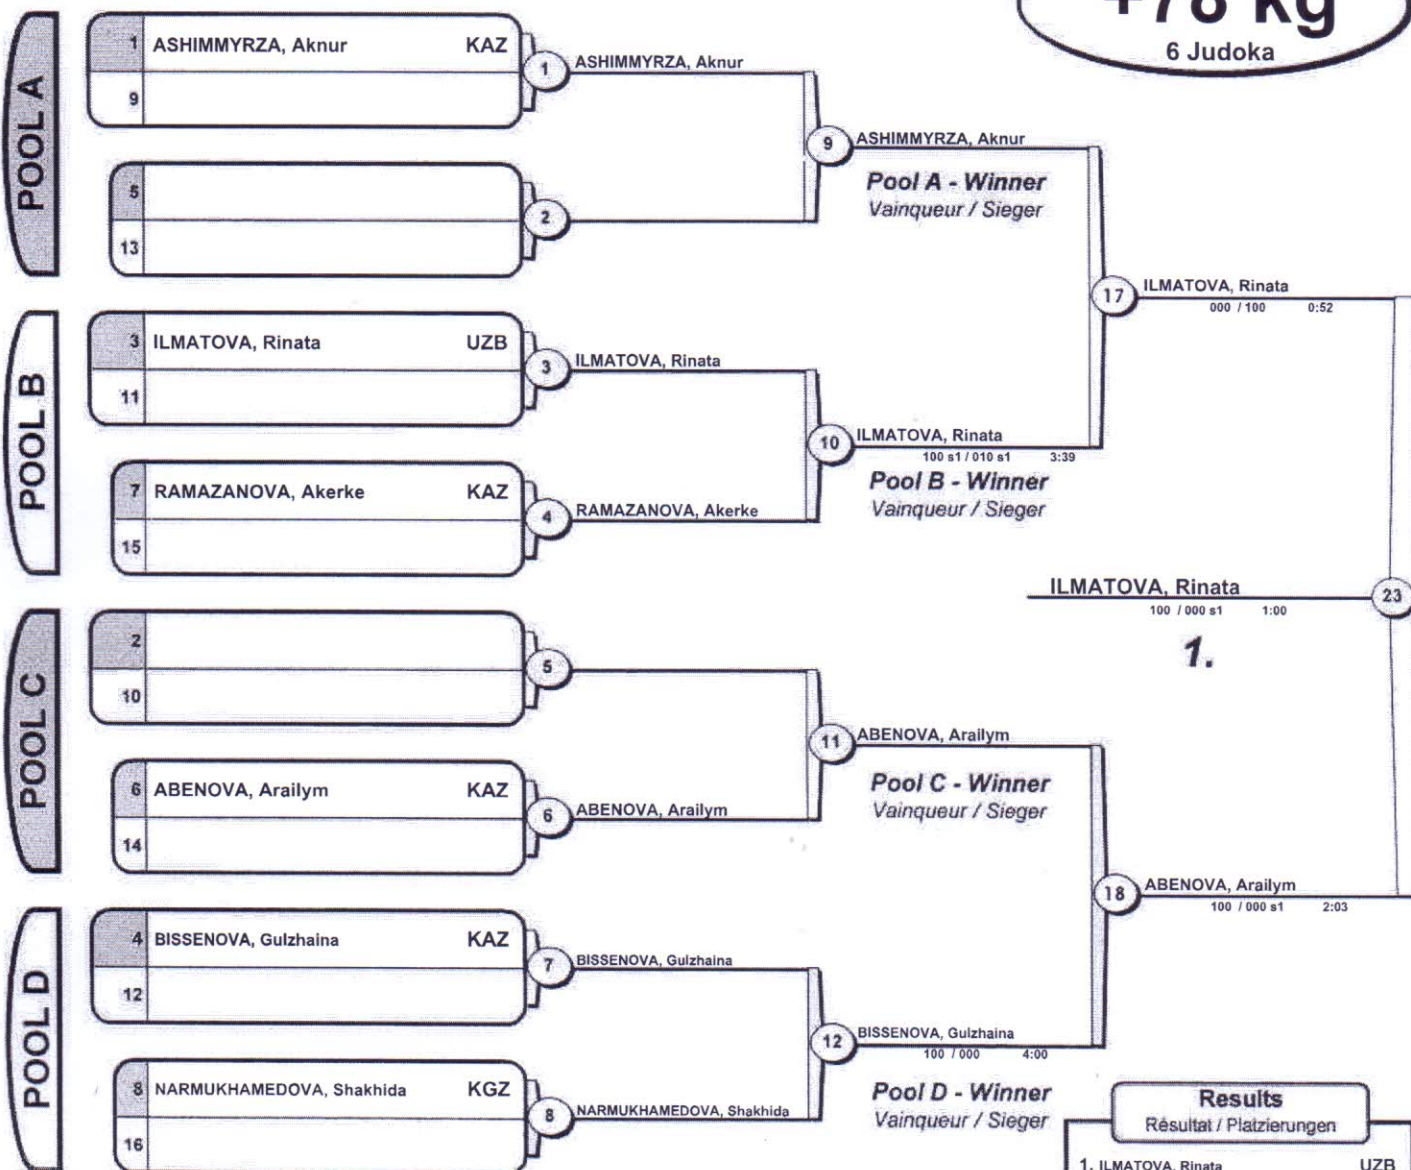 +78 kg
6 Judoka
POOL A
1 ASHIMMYRZA, Aknur KAZ
9
1 ASHIMMYRZA, Aknur
5
13
2
9 ASHIMMYRZA, Aknur
Pool A - Winner
Vainqueur / Sieger
POOL B
3 ILMATOVA, Rinata UZB
11
3 ILMATOVA, Rinata
7 RAMAZANOVA, Akerke KAZ
15
4 RAMAZANOVA, Akerke
10 ILMATOVA, Rinata
100 s1 / 010 s1 3:39
Pool B - Winner
Vainqueur / Sieger
17 ILMATOVA, Rinata
000 / 100 0:52
ILMATOVA, Rinata 23
100 / 000 s1 1:00
1.
POOL C
2
10
5
6 ABENOVA, Arailym KAZ
14
6 ABENOVA, Arailym
11 ABENOVA, Arailym
Pool C - Winner
Vainqueur / Sieger
18 ABENOVA, Arailym
100 / 000 s1 2:03
POOL D
4 BISSENOVA, Gulzhaina KAZ
12
7 BISSENOVA, Gulzhaina
8 NARMUKHAMEDOVA, Shakhida KGZ
16
8 NARMUKHAMEDOVA, Shakhida
12 BISSENOVA, Gulzhaina
100 / 000 4:00
Pool D - Winner
Vainqueur / Sieger
Results
Résultat / Platzierungen
1. ILMATOVA, Rinata UZB